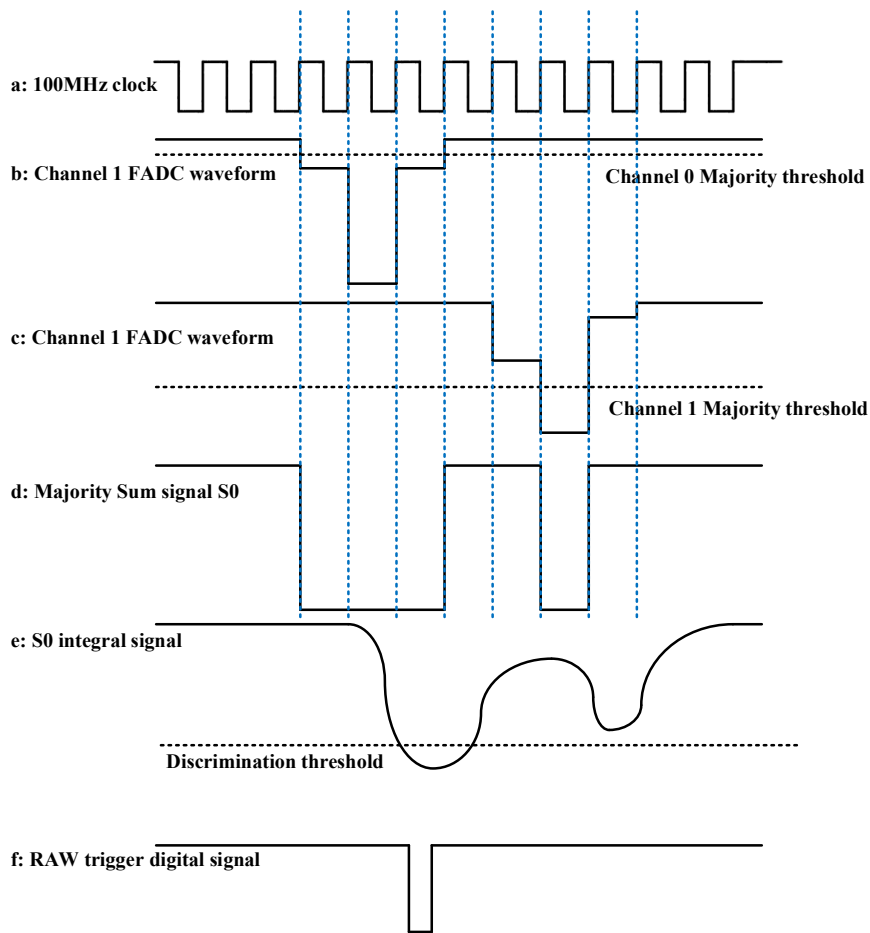 a: 100MHz clock
b: Channel 1 FADC waveform
Channel 0 Majority threshold
c: Channel 1 FADC waveform
Channel 1 Majority threshold
d: Majority Sum signal S0
e: S0 integral signal
Discrimination threshold
f: RAW trigger digital signal